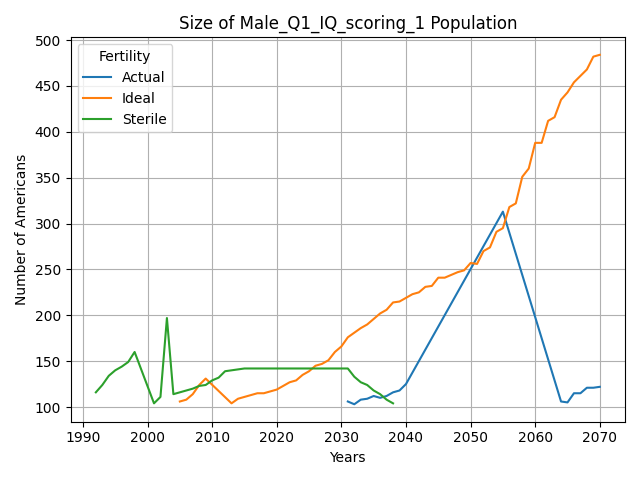 Size of Male_Q1_IQ_scoring_1 Population
Fertility
Actual
Ideal
Sterile
Number of Americans
500
450
400
350
300
250
200
150
100
1990 2000 2010 2020 2030 2040 2050 2060 2070
Years